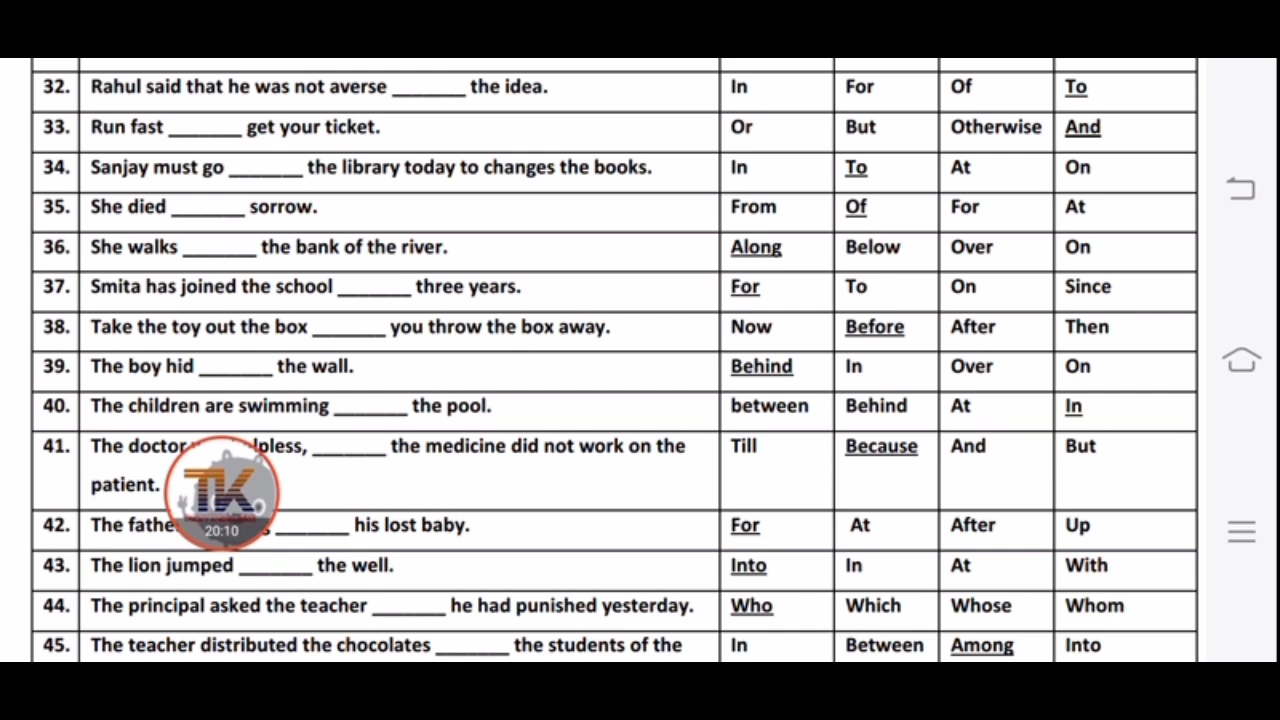 32. Rahul said that he was not averse _______ the idea. In For Of To
33. Run fast _______ get your ticket. Or But Otherwise And
34. Sanjay must go _______ the library today to changes the books. In To At On
35. She died _______ sorrow. From Of For At
36. She walks _______ the bank of the river. Along Below Over On
37. Smita has joined the school _______ three years. For To On Since
38. Take the toy out the box _______ you throw the box away. Now Before After Then
39. The boy hid _______ the wall. Behind In Over On
40. The children are swimming _______ the pool. between Behind At In
41. The doctor _______ the medicine did not work on the Till Because And But
patient.
TK
20:10
42. The _______ his lost baby. For At After Up
43. The lion jumped _______ the well. Into In At With
44. The principal asked the teacher _______ he had punished yesterday. Who Which Whose Whom
45. The teacher distributed the chocolates _______ the students of the In Between Among Into